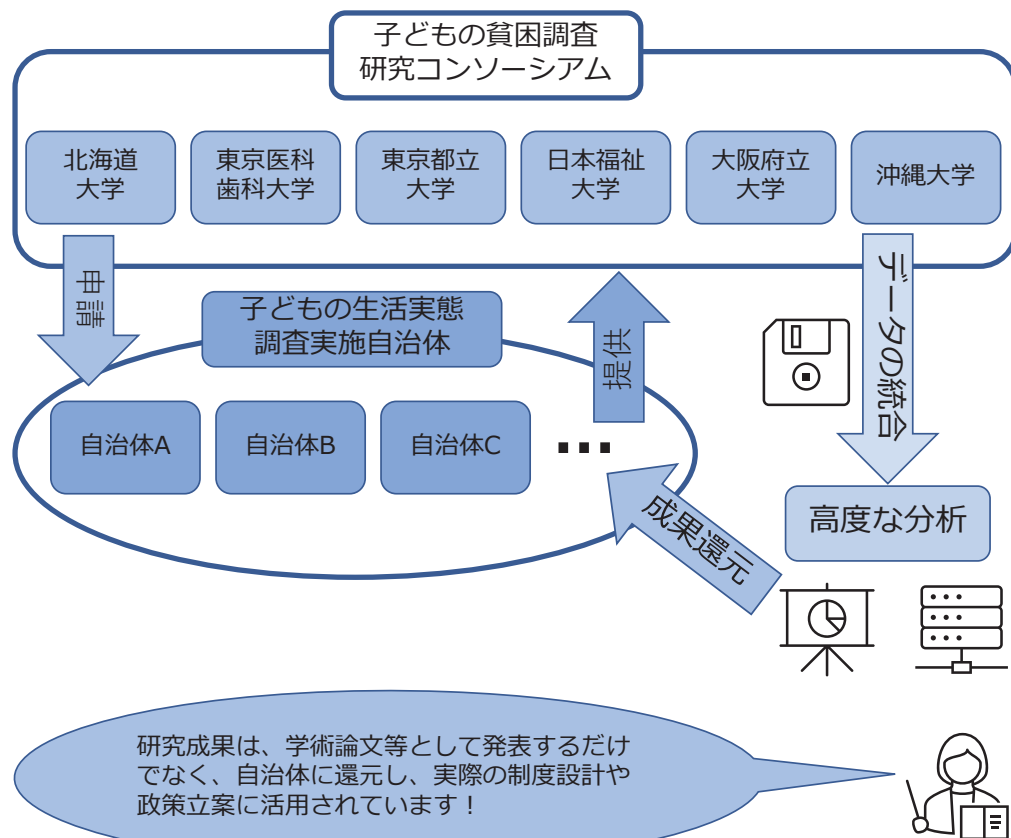 子どもの貧困調査
研究コンソーシアム
北海道
大学
東京医科
歯科大学
東京都立
大学
日本福祉
大学
大阪府立
大学
沖縄大学
申請
子どもの生活実態
調査実施自治体
提供
データの統合
自治体A
自治体B
自治体C
…
高度な分析
成果還元
研究成果は、学術論文等として発表するだけ
でなく、自治体に還元し、実際の制度設計や
政策立案に活用されています！